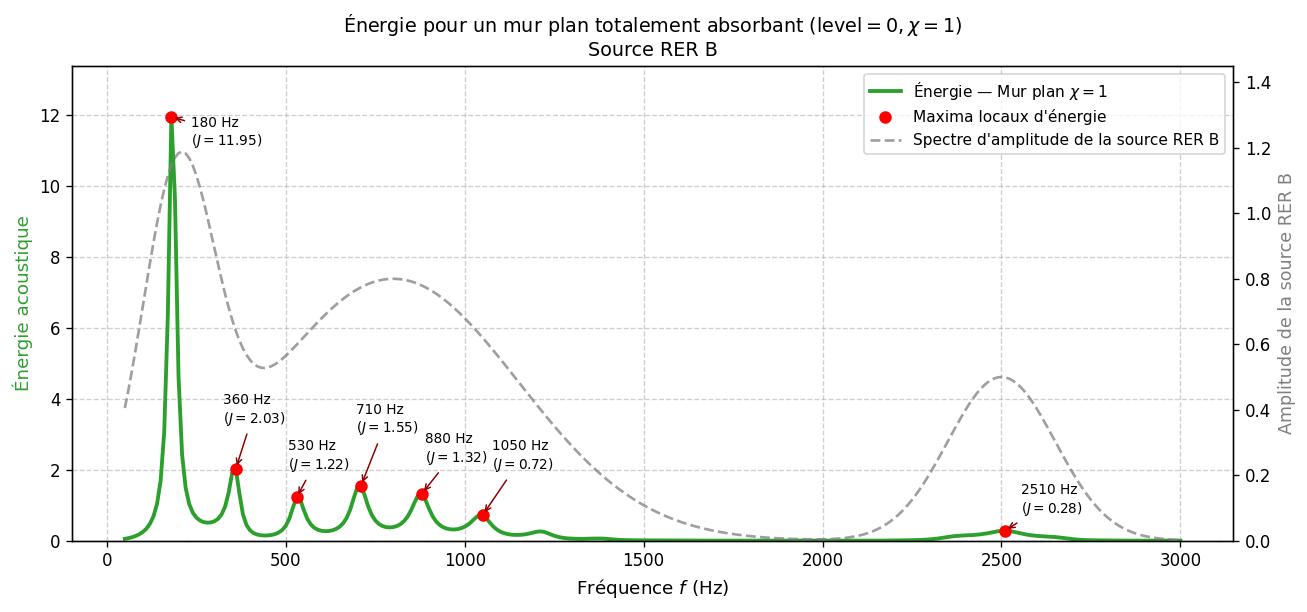 Énergie pour un mur plan totalement absorbant (level = 0, χ = 1)
Source RER B
Énergie — Mur plan χ = 1
Maxima locaux d'énergie
Spectre d'amplitude de la source RER B
180 Hz
(J = 11.95)
360 Hz
(J = 2.03)
530 Hz
(J = 1.22)
710 Hz
(J = 1.55)
880 Hz
(J = 1.32)
1050 Hz
(J = 0.72)
2510 Hz
(J = 0.28)
Énergie acoustique
12
10
8
6
4
2
0
1.4
1.2
1.0
0.8
0.6
0.4
0.2
0.0
Amplitude de la source RER B
0
500
1000
1500
2000
2500
3000
Fréquence f (Hz)